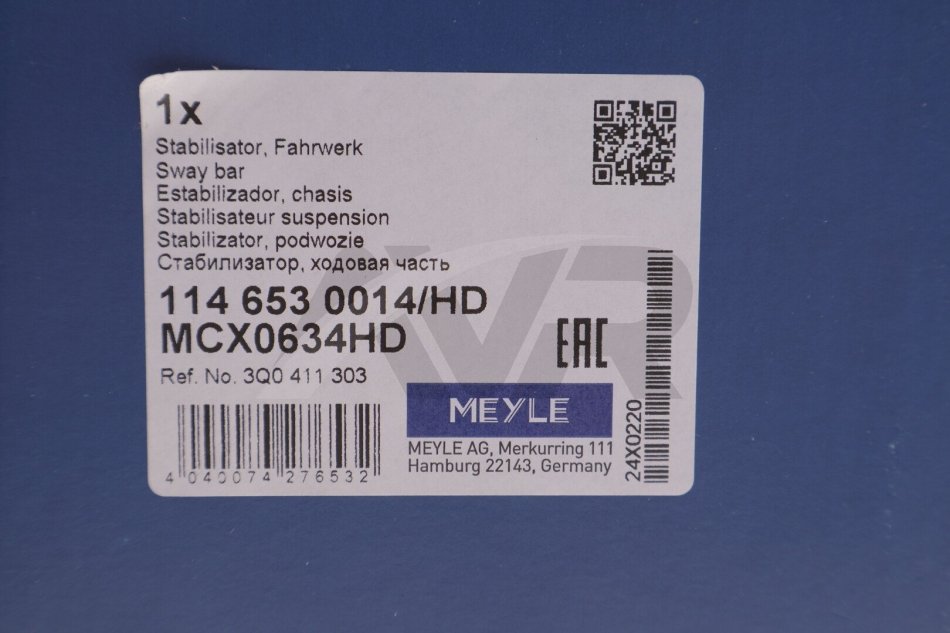 1x
Stabilisator, Fahrwerk
Sway bar
Estabilizador, chasis
Stabilisateur suspension
Stabilizator, podwozie
Стабилизатор, ходовая часть
114 653 0014/HD
MCX0634HD
Ref. No. 3Q0 411 303
EAC
MEYLE
MEYLE AG, Merkurring 111
Hamburg 22143, Germany
4 040074 276532
24X0220
AVR